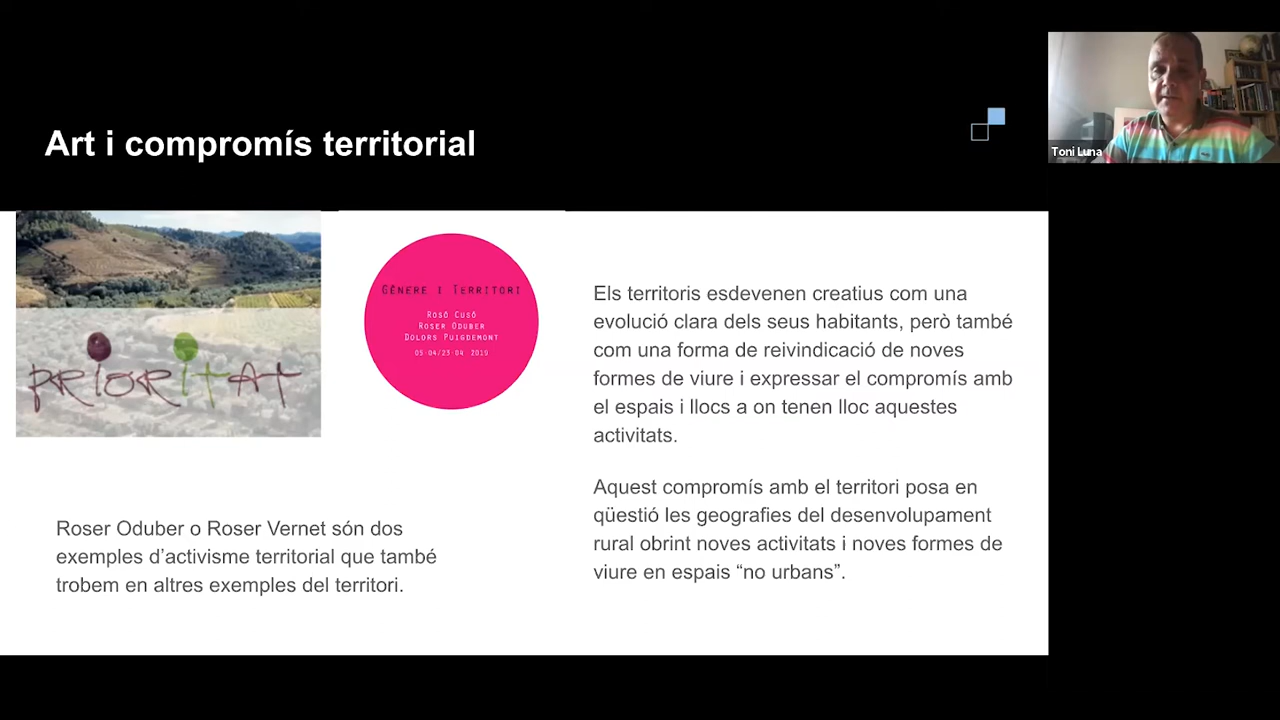 Art i compromís territorial
Toni Luna
PRIORITAT
GÈNERE I TERRITORI
ROSÓ CUSÓ
ROSER ODUBER
DOLORS PUIGDEMONT
05.04/23.04 2019
Els territoris esdevenen creatius com una
evolució clara dels seus habitants, però també
com una forma de reivindicació de noves
formes de viure i expressar el compromís amb
el espais i llocs a on tenen lloc aquestes
activitats.
Aquest compromís amb el territori posa en
qüestió les geografies del desenvolupament
rural obrint noves activitats i noves formes de
viure en espais “no urbans”.
Roser Oduber o Roser Vernet són dos
exemples d’activisme territorial que també
trobem en altres exemples del territori.